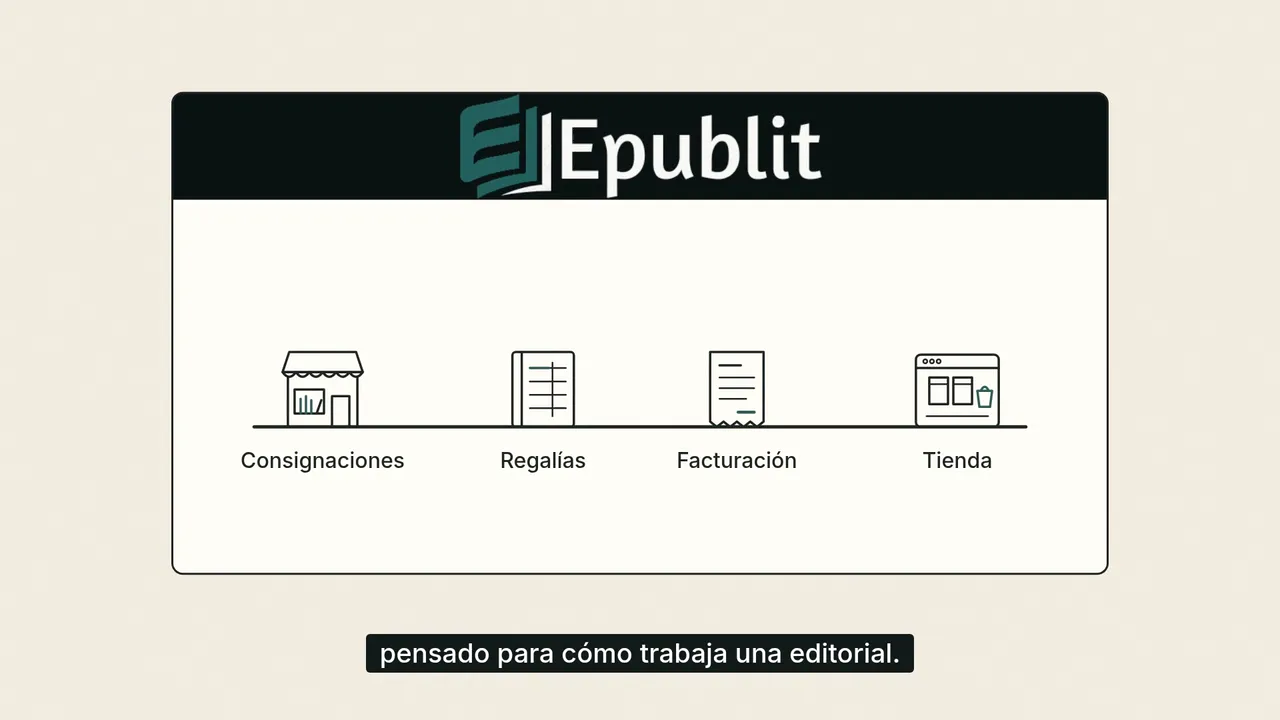 Epublit
Consignaciones
Regalías
Facturación
Tienda
pensado para cómo trabaja una editorial.